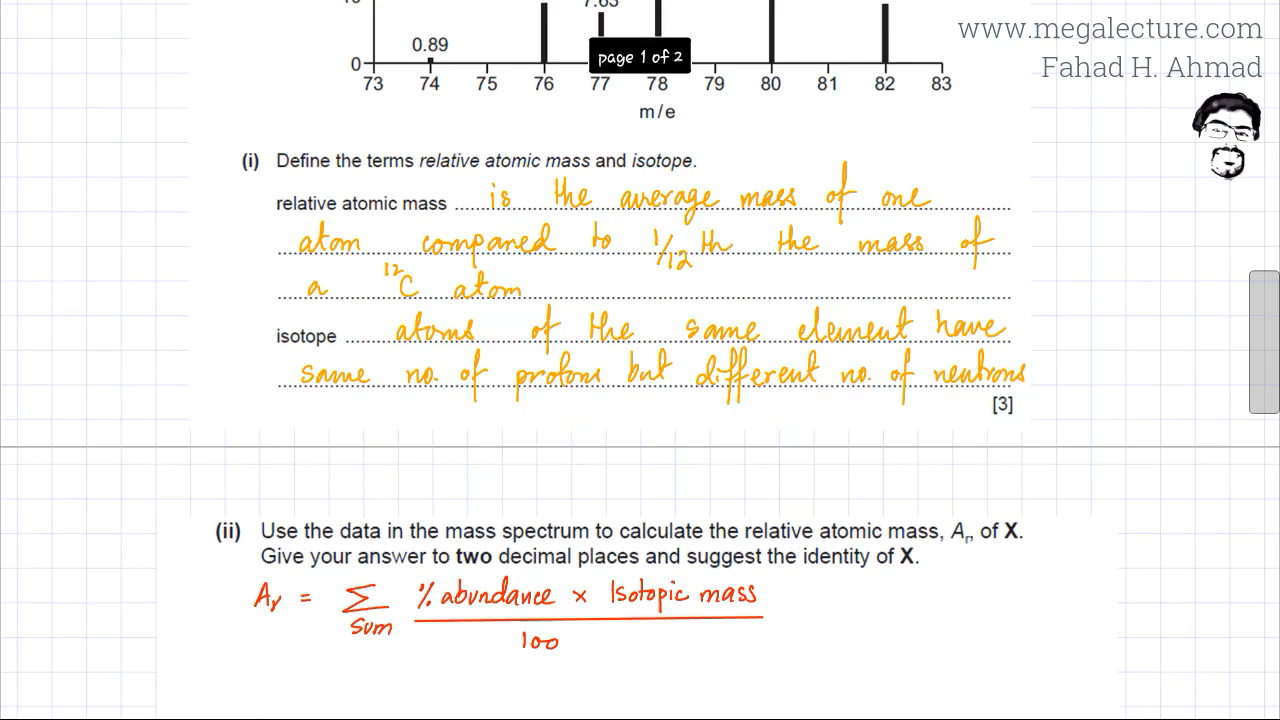 www.megalecture.com
Fahad H. Ahmad
7.63
0.89
page 1 of 2
0
73 74 75 76 77 78 79 80 81 82 83
m / e
(i) Define the terms relative atomic mass and isotope.
relative atomic mass is the average mass of one
atom compared to 1/12 th the mass of
a 12C atom
isotope atoms of the same element have
same no. of protons but different no. of neutrons
[3]
(ii) Use the data in the mass spectrum to calculate the relative atomic mass, Ar, of X.
Give your answer to two decimal places and suggest the identity of X.
Ar = Σ % abundance × Isotopic mass
sum
100